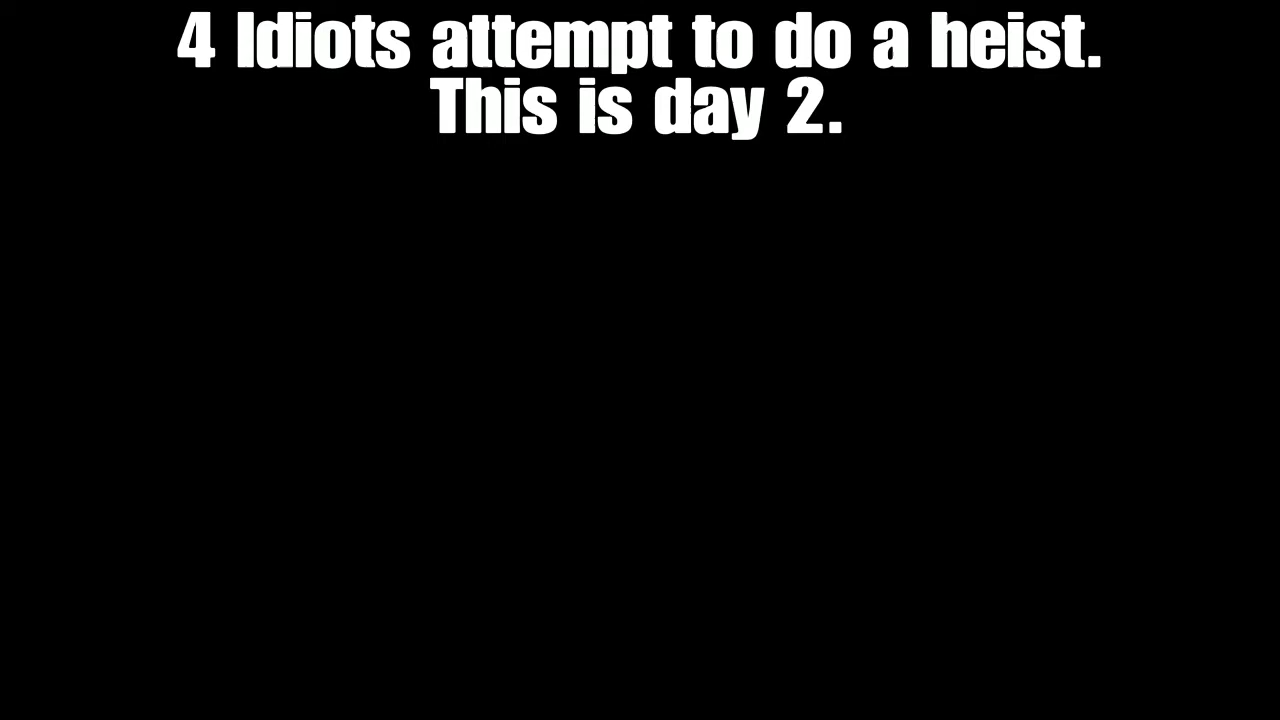 4 Idiots attempt to do a heist.
This is day 2.